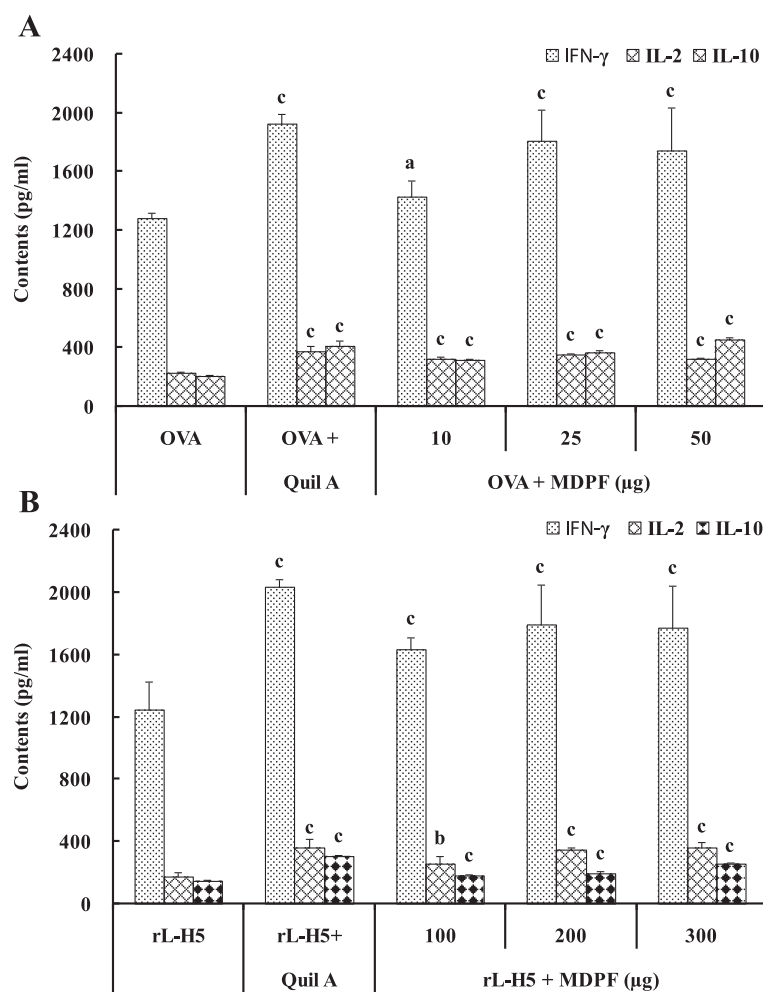 A
2400
IFN-γ IL-2 IL-10
c c c
2000
a
1600
Contents (pg/ml)
1200
800
c c c c c c c c
400
0
OVA OVA + 10 25 50
Quil A OVA + MDPF (μg)
B
2400
IFN-γ IL-2 IL-10
c c c
2000
c
1600
Contents (pg/ml)
1200
800
c c b c c c c c
400
0
rL-H5 rL-H5+ 100 200 300
Quil A rL-H5 + MDPF (μg)